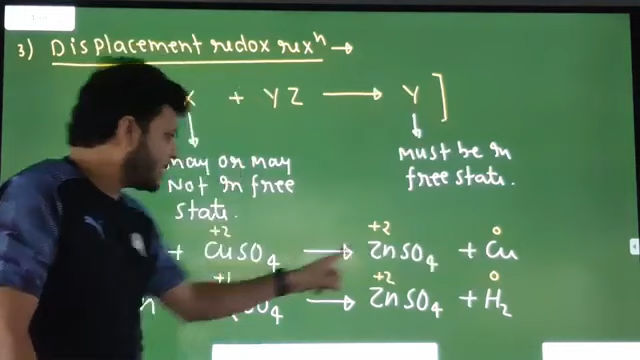 3) Displacement redox rexⁿ →
X + YZ ⟶ Y ]
↓ ↓
may or may Not in free state. Must be in free state.
+2 +2 0
+ CuSO₄ ⟶ ZnSO₄ + Cu
+1 +2 0
SO₄ ⟶ ZnSO₄ + H₂